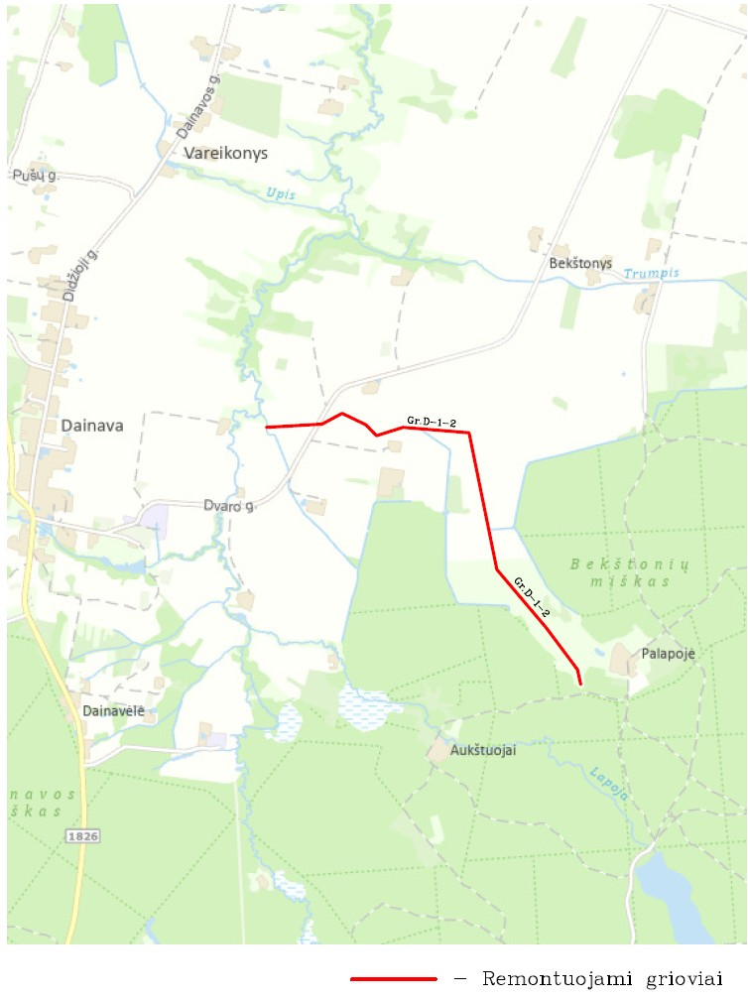 Dainavos g.
Vareikonys
Pušų g.
Upis
Didžioji g.
Bekštonys
Trumpis
Gr.D-1-2
Dainava
Dvaro g.
Bekštonių
miškas
Gr.D-1-2
Palapojė
Dainavėlė
Aukštuojai
Lapoja
navos
škas
1826
– Remontuojami grioviai